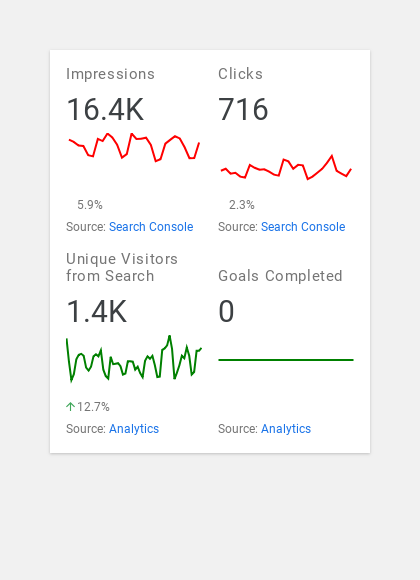 Impressions
16.4K
5.9%
Source: Search Console
Clicks
716
2.3%
Source: Search Console
Unique Visitors
from Search
1.4K
12.7%
Source: Analytics
Goals Completed
0
Source: Analytics